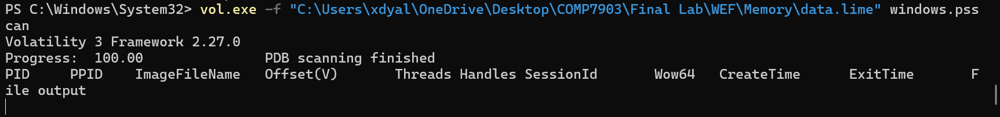 PS C:\Windows\System32> vol.exe -f "C:\Users\xdyal\OneDrive\Desktop\COMP7903\Final Lab\WEF\Memory\data.lime" windows.pss
can
Volatility 3 Framework 2.27.0
Progress:  100.00               PDB scanning finished
PID     PPID    ImageFileName   Offset(V)       Threads Handles SessionId       Wow64   CreateTime      ExitTime       F
ile output